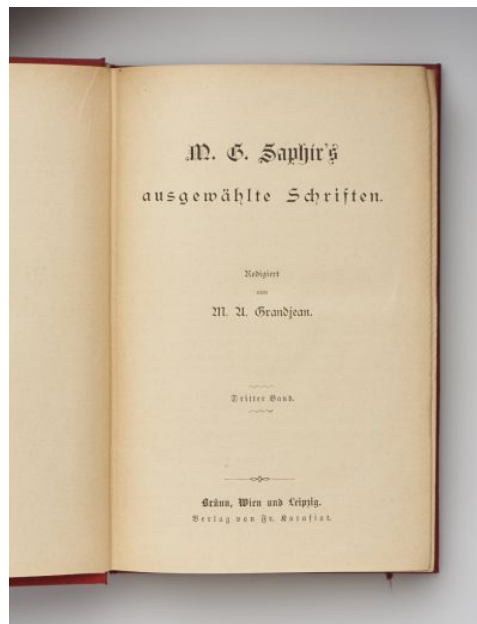 M. G. Saphir's
ausgewählte Schriften.
Redigiert
von
M. A. Grandjean.
Dritter Band.
Brünn, Wien und Leipzig.
Verlag von Fr. Karafiat.